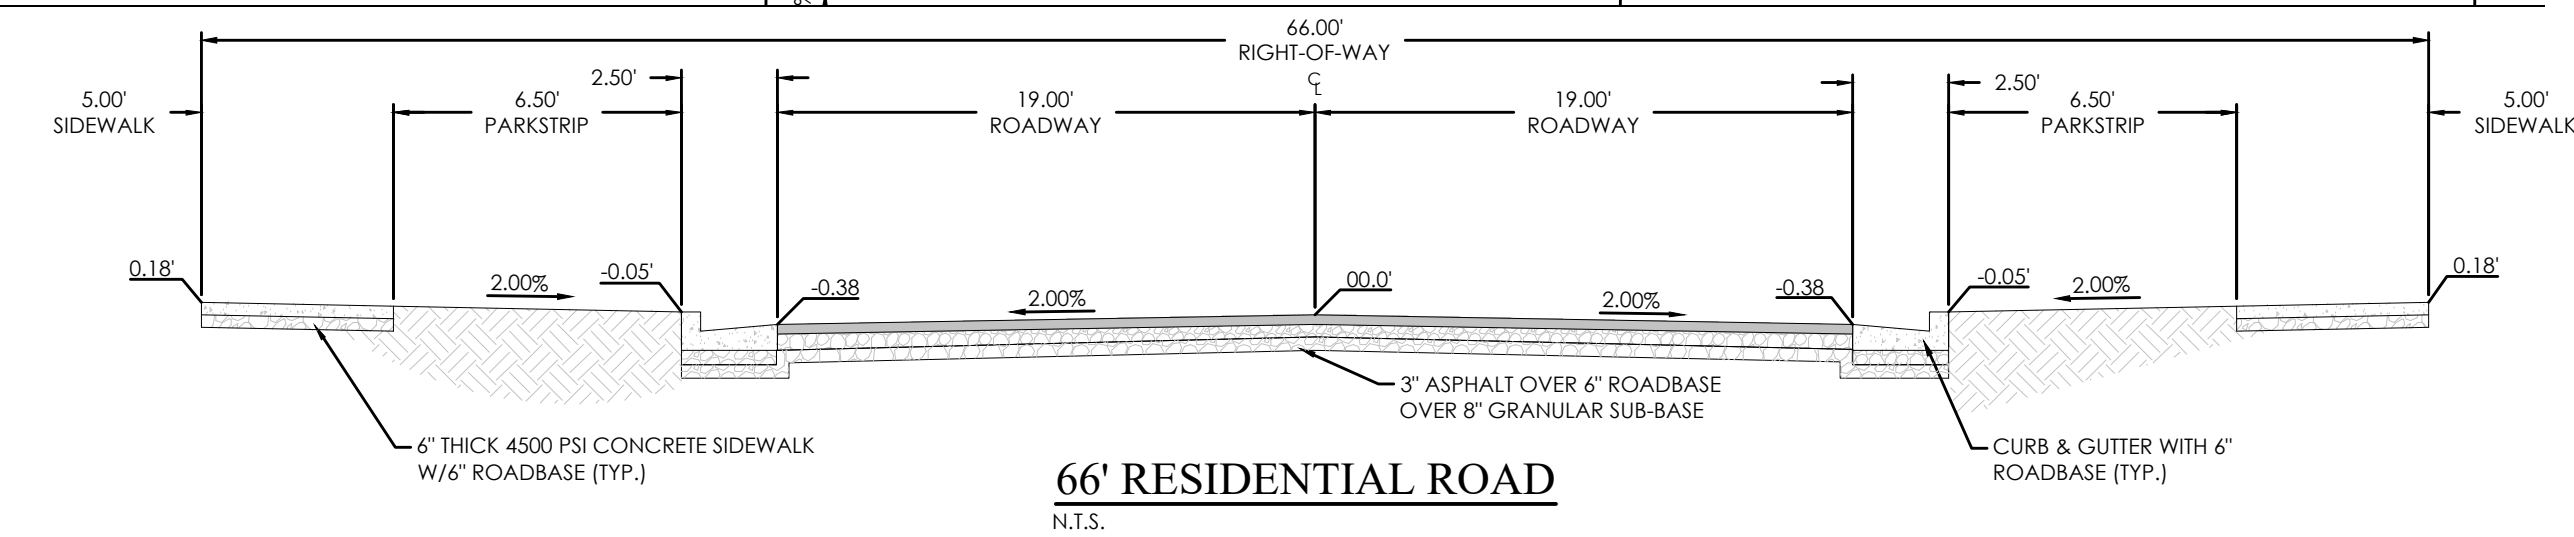 66.00'
RIGHT-OF-WAY
CL
2.50'
2.50'
5.00'
SIDEWALK
6.50'
PARKSTRIP
19.00'
ROADWAY
19.00'
ROADWAY
6.50'
PARKSTRIP
5.00'
SIDEWALK
0.18'
2.00%
-0.05'
-0.38
2.00%
00.0'
2.00%
-0.38
-0.05'
2.00%
0.18'
3" ASPHALT OVER 6" ROADBASE
OVER 8" GRANULAR SUB-BASE
6" THICK 4500 PSI CONCRETE SIDEWALK
W/6" ROADBASE (TYP.)
CURB & GUTTER WITH 6"
ROADBASE (TYP.)
66' RESIDENTIAL ROAD
N.T.S.